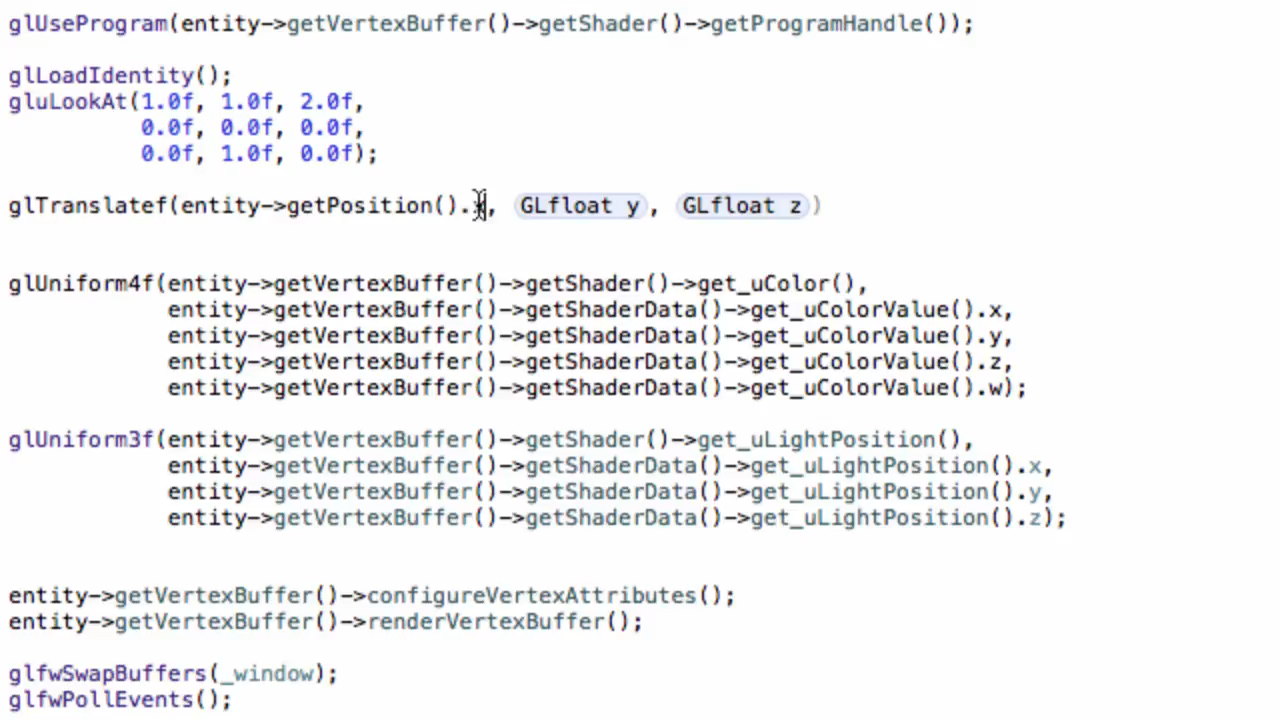 glUseProgram(entity->getVertexBuffer()->getShader()->getProgramHandle());
glLoadIdentity();
gluLookAt(1.0f, 1.0f, 2.0f,
0.0f, 0.0f, 0.0f,
0.0f, 1.0f, 0.0f);
glTranslatef(entity->getPosition().x, GLfloat y, GLfloat z)
glUniform4f(entity->getVertexBuffer()->getShader()->get_uColor(),
entity->getVertexBuffer()->getShaderData()->get_uColorValue().x,
entity->getVertexBuffer()->getShaderData()->get_uColorValue().y,
entity->getVertexBuffer()->getShaderData()->get_uColorValue().z,
entity->getVertexBuffer()->getShaderData()->get_uColorValue().w);
glUniform3f(entity->getVertexBuffer()->getShader()->get_uLightPosition(),
entity->getVertexBuffer()->getShaderData()->get_uLightPosition().x,
entity->getVertexBuffer()->getShaderData()->get_uLightPosition().y,
entity->getVertexBuffer()->getShaderData()->get_uLightPosition().z);
entity->getVertexBuffer()->configureVertexAttributes();
entity->getVertexBuffer()->renderVertexBuffer();
glfwSwapBuffers(_window);
glfwPollEvents();